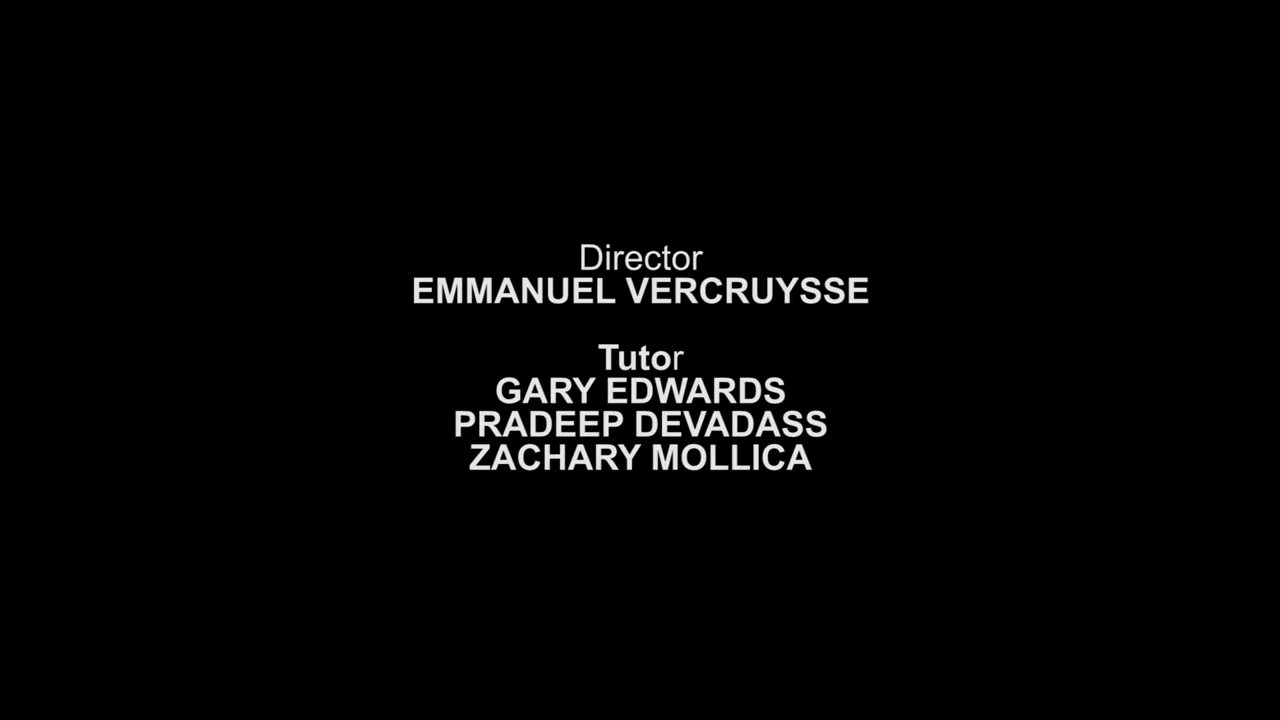 Director
EMMANUEL VERCRUYSSE
Tutor
GARY EDWARDS
PRADEEP DEVADASS
ZACHARY MOLLICA